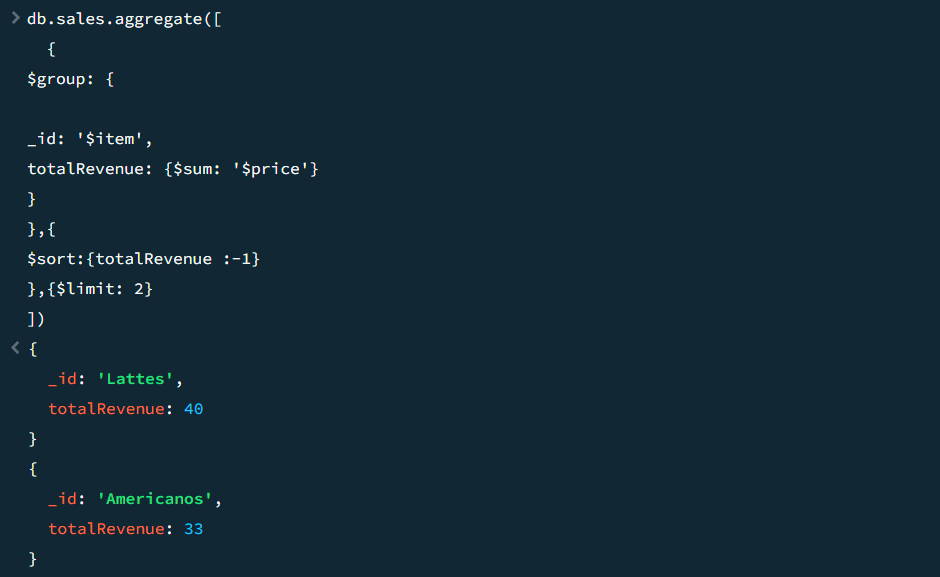 db.sales.aggregate([
{
$group: {
_id: '$item',
totalRevenue: {$sum: '$price'}
}
},{
$sort:{totalRevenue :-1}
},{$limit: 2}
])
{
_id: 'Lattes',
totalRevenue: 40
}
{
_id: 'Americanos',
totalRevenue: 33
}